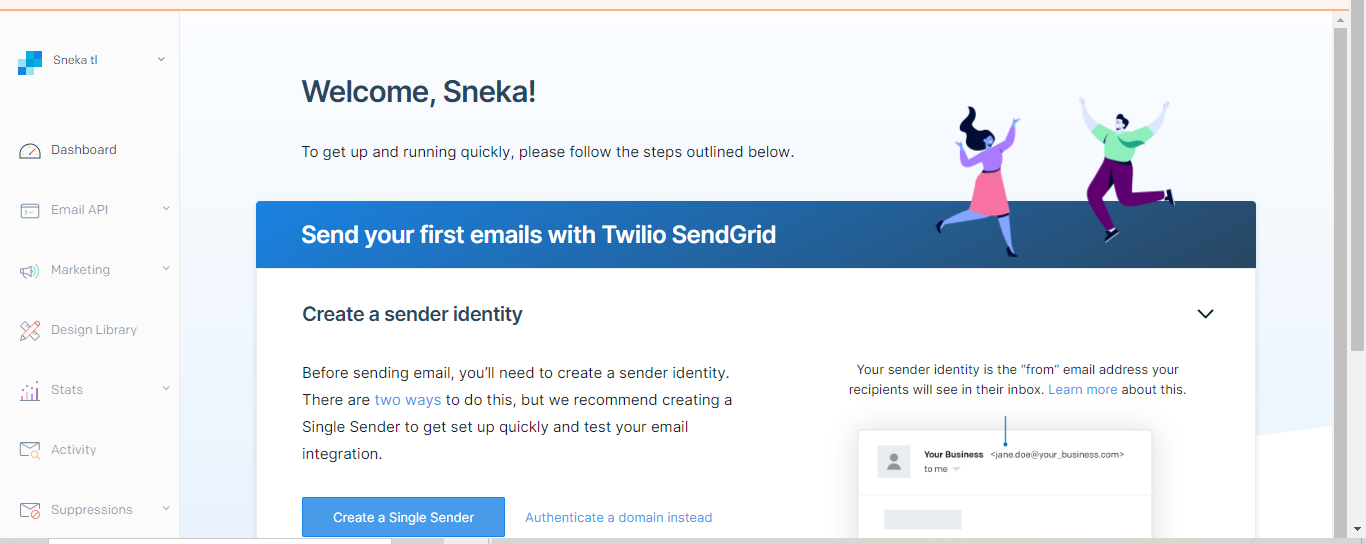 Sneka tl
Dashboard
Email API
Marketing
Design Library
Stats
Activity
Suppressions
Welcome, Sneka!
To get up and running quickly, please follow the steps outlined below.
Send your first emails with Twilio SendGrid
Create a sender identity
Before sending email, you’ll need to create a sender identity.
There are two ways to do this, but we recommend creating a
Single Sender to get set up quickly and test your email
integration.
Create a Single Sender
Authenticate a domain instead
Your sender identity is the “from” email address your
recipients will see in their inbox. Learn more about this.
Your Business <jane.doe@your_business.com>
to me